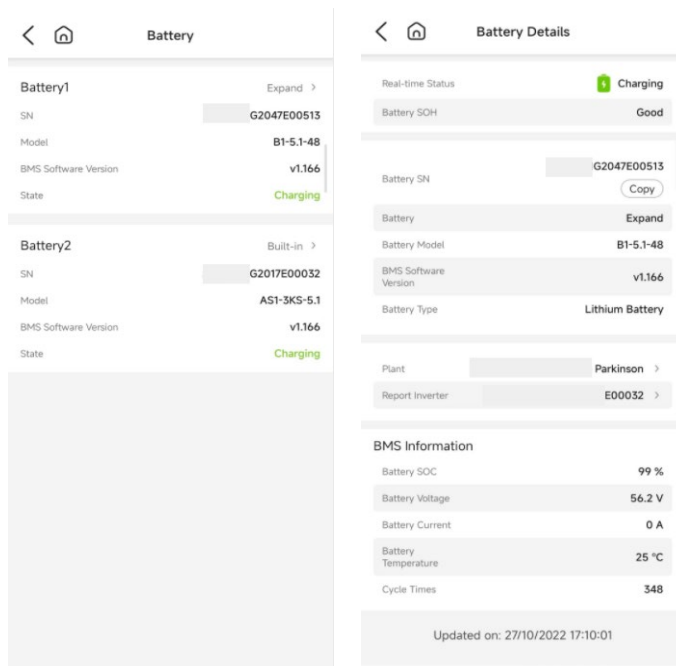 Battery
Battery1 Expand >
SN G2047E00513
Model B1-5.1-48
BMS Software Version v1.166
State Charging
Battery2 Built-in >
SN G2017E00032
Model AS1-3KS-5.1
BMS Software Version v1.166
State Charging
Battery Details
Real-time Status Charging
Battery SOH Good
G2047E00513
Battery SN
Copy
Battery Expand
Battery Model B1-5.1-48
BMS Software
Version v1.166
Battery Type Lithium Battery
Plant Parkinson >
Report Inverter E00032 >
BMS Information
Battery SOC 99 %
Battery Voltage 56.2 V
Battery Current 0 A
Battery
Temperature 25 °C
Cycle Times 348
Updated on: 27/10/2022 17:10:01